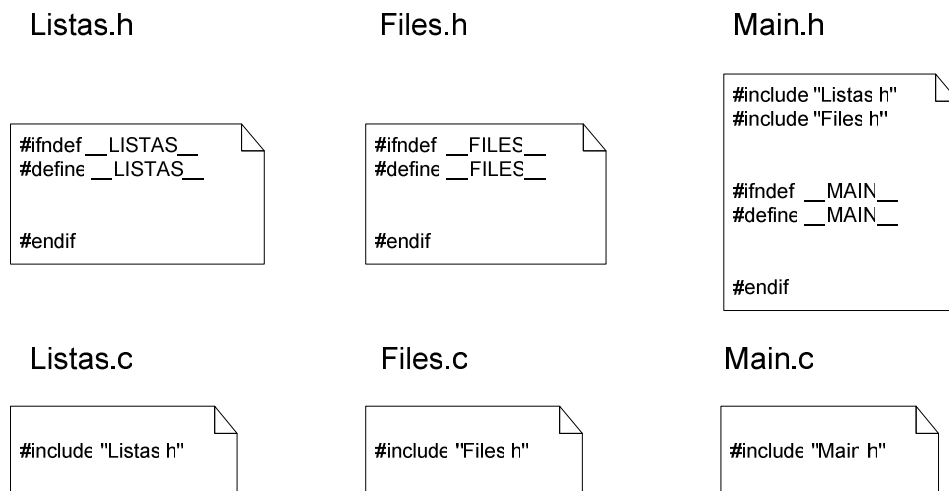 Listas.h
Files.h
Main.h
#ifndef __LISTAS__
#define __LISTAS__
#endif
#ifndef __FILES__
#define __FILES__
#endif
#include "Listas h"
#include "Files h"
#ifndef __MAIN__
#define __MAIN__
#endif
Listas.c
Files.c
Main.c
#include "Listas h"
#include "Files h"
#include "Main h"